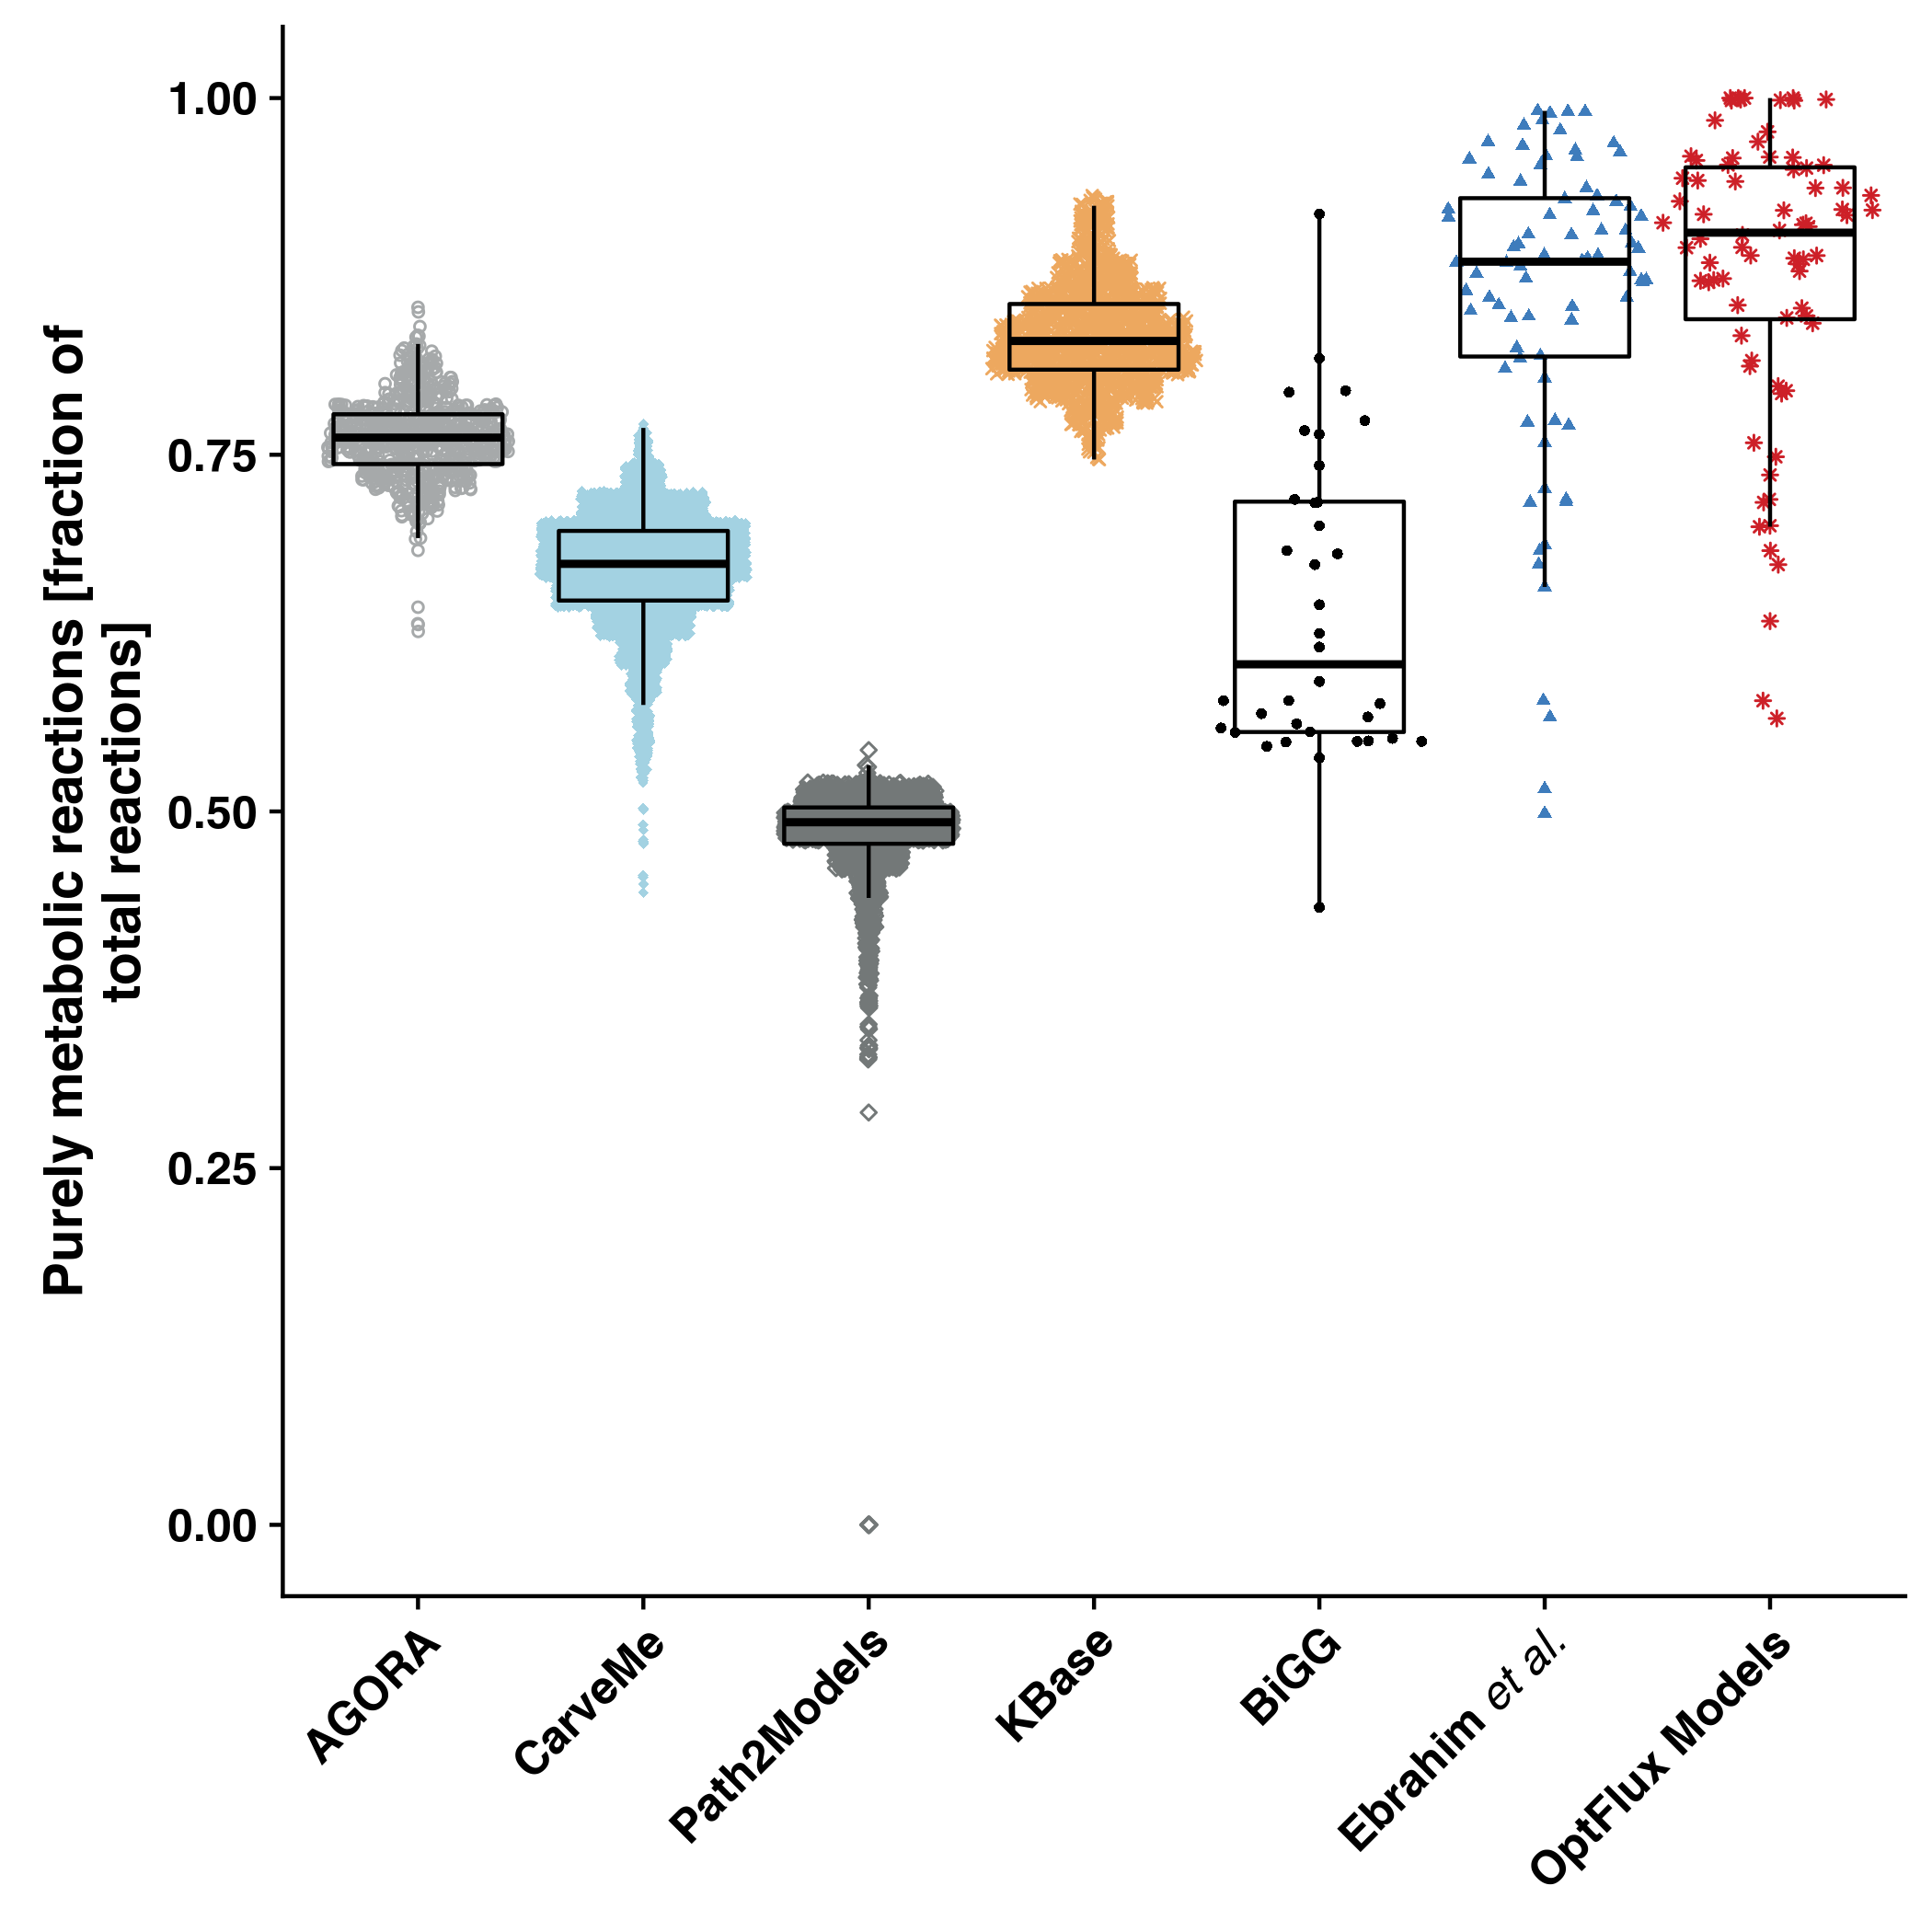 Purely metabolic reactions [fraction of
total reactions]
1.00
0.75
0.50
0.25
0.00
AGORA
CarveMe
Path2Models
KBase
BiGG
Ebrahim et al.
OptFlux Models